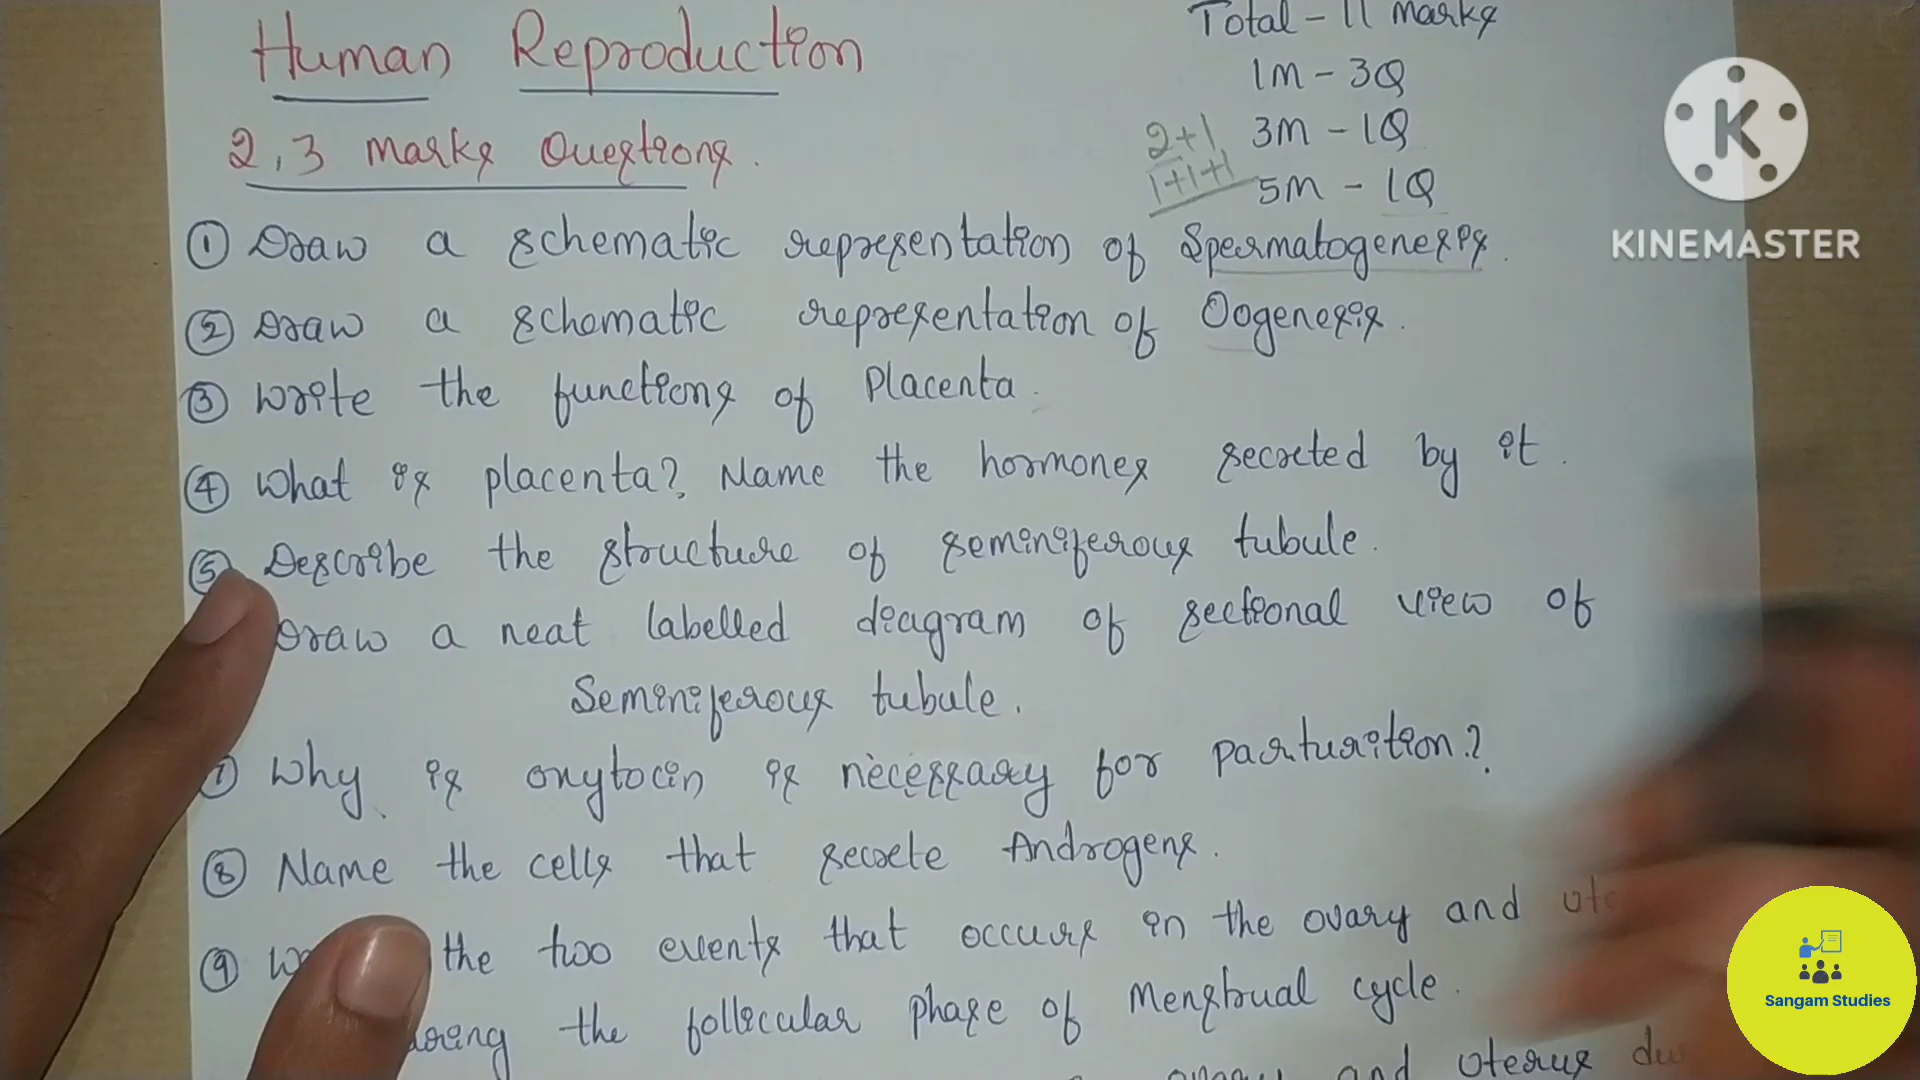 Human Reproduction
Total - 11 marks
1M - 3Q
2+1 3M - 1Q
1+1+1 5M - 1Q
2,3 marks Questions.
① Draw a schematic representation of Spermatogenesis.
② Draw a schematic representation of Oogenesis.
③ Write the functions of Placenta.
④ What is placenta? Name the hormones secreted by it.
⑤ Describe the structure of seminiferous tubule.
Draw a neat labelled diagram of sectional view of
Seminiferous tubule.
Why is oxytocin is necessary for parturition?
⑧ Name the cells that secrete Androgens.
⑨ the two events that occurs in the ovary and
the follicular phase of Menstrual cycle.
and uterus
KINEMASTER
Sangam Studies